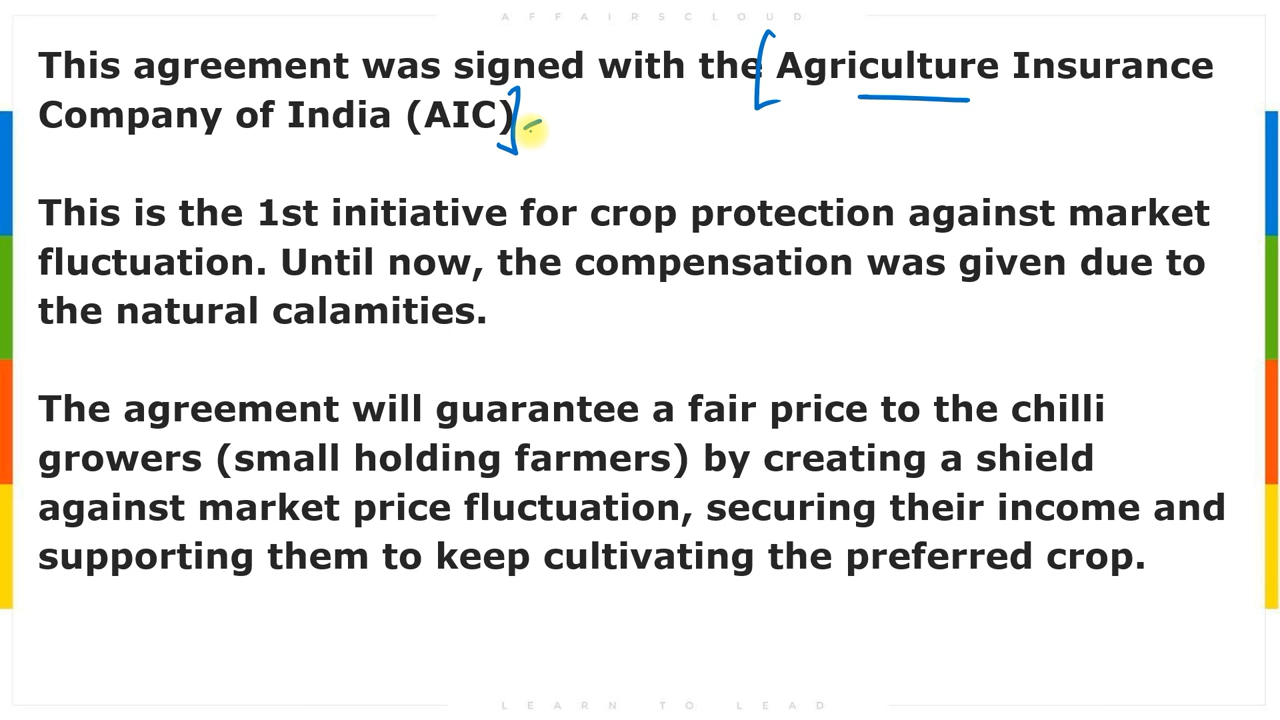 AFFAIRSCLOUD
This agreement was signed with the Agriculture Insurance
Company of India (AIC)
This is the 1st initiative for crop protection against market
fluctuation. Until now, the compensation was given due to
the natural calamities.
The agreement will guarantee a fair price to the chilli
growers (small holding farmers) by creating a shield
against market price fluctuation, securing their income and
supporting them to keep cultivating the preferred crop.
LEARN TO LEAD